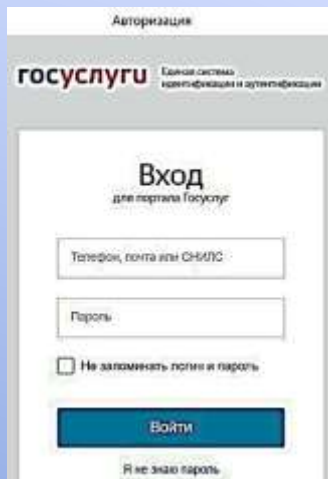 Авторизация
госуслуги
Единая система
идентификации и аутентификации
Вход
для портала Госуслуг
Телефон, почта или СНИЛС
Пароль
Не запоминать логин и пароль
Войти
Я не знаю пароль